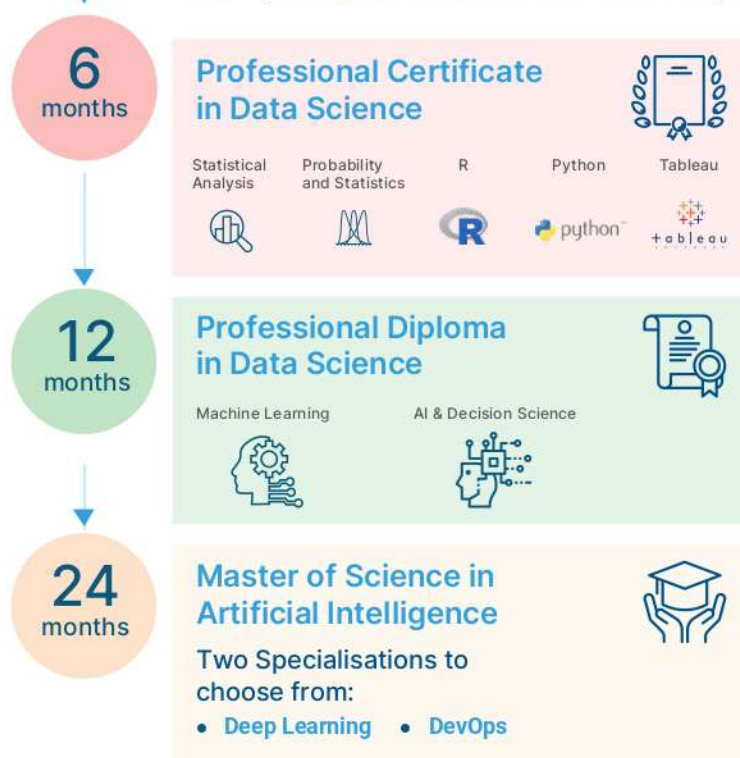 6
months
Professional Certificate
in Data Science
Statistical
Analysis
Probability
and Statistics
R
Python
Tableau
R
python
+ a b | e a u
12
months
Professional Diploma
in Data Science
Machine Learning
AI & Decision Science
24
months
Master of Science in
Artificial Intelligence
Two Specialisations to
choose from:
• Deep Learning • DevOps